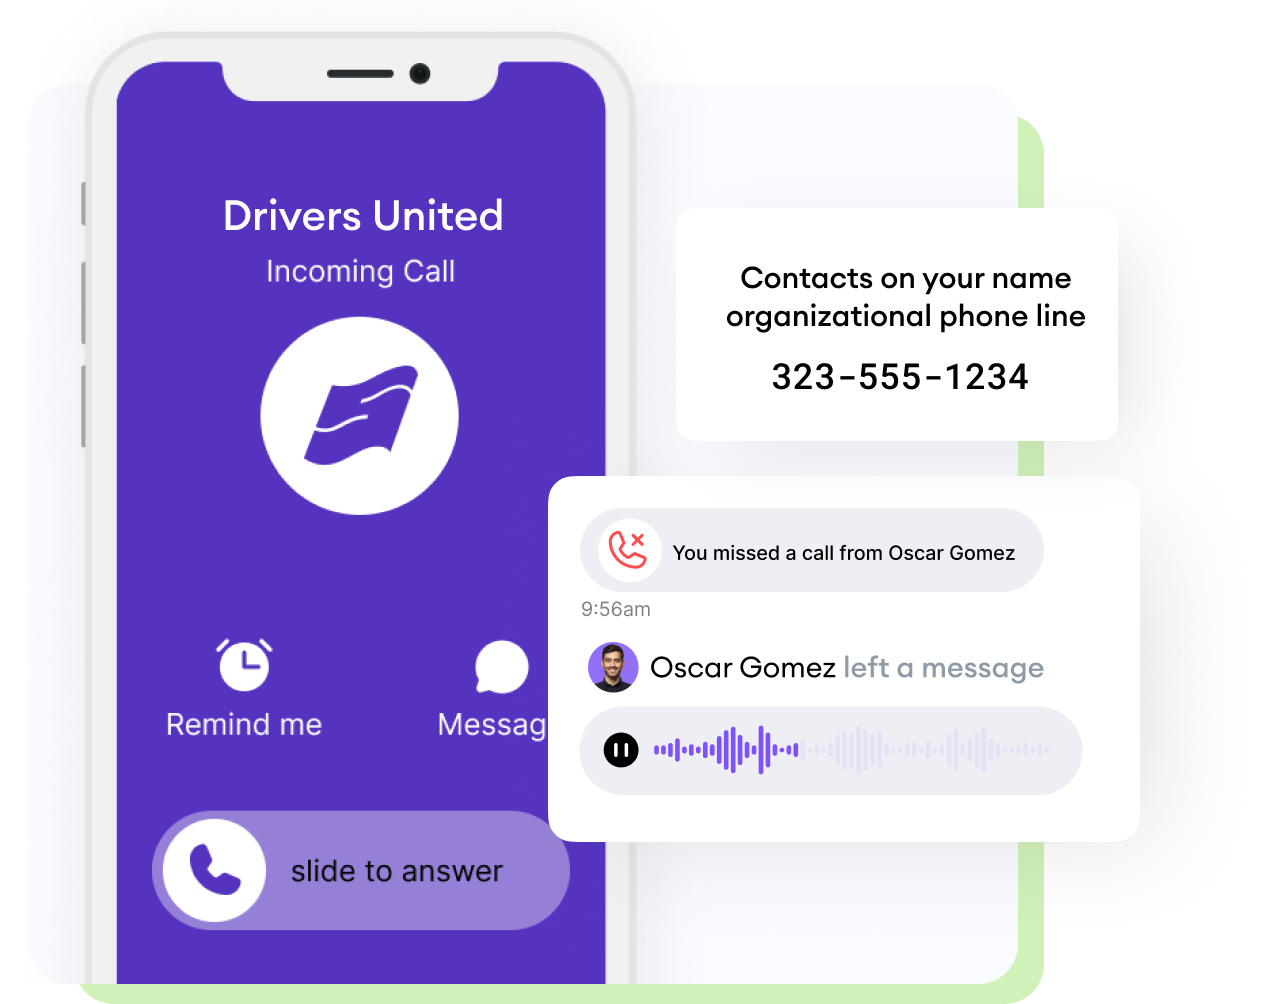 Drivers United
Incoming Call
Remind me
Messag
slide to answer
Contacts on your name
organizational phone line
323-555-1234
You missed a call from Oscar Gomez
9:56am
Oscar Gomez left a message